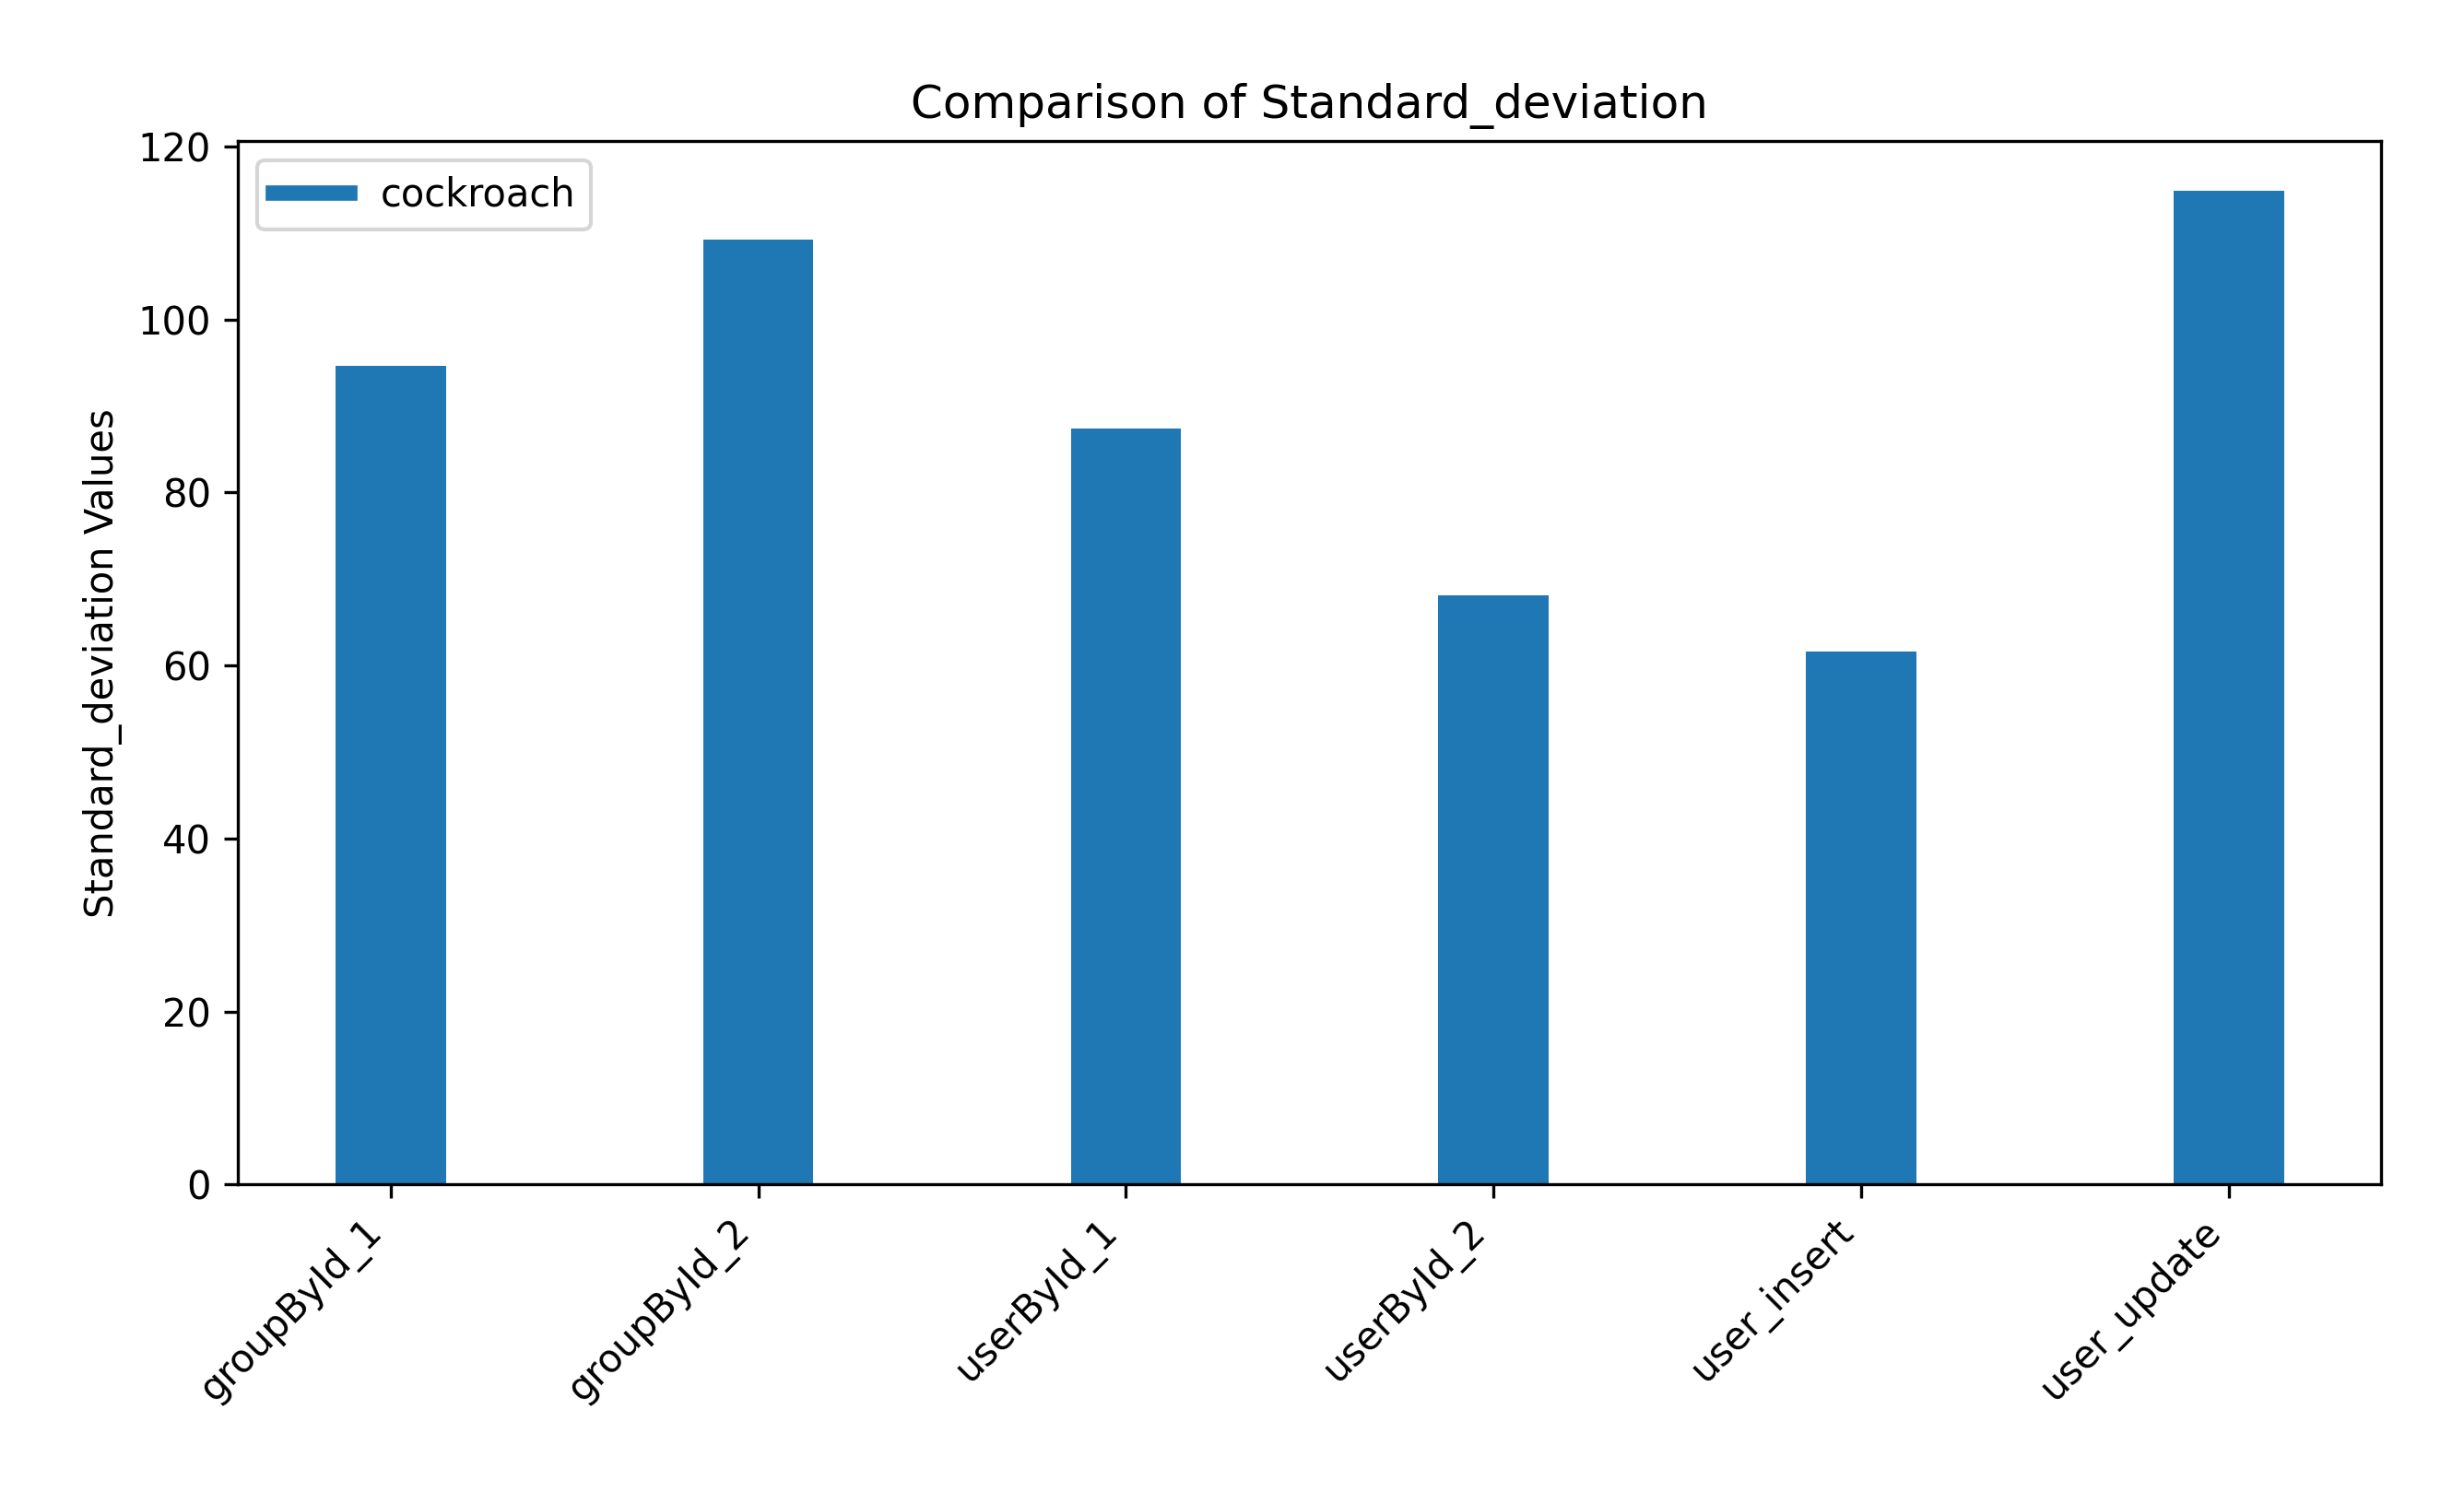 Comparison of Standard_deviation
cockroach
Standard_deviation Values
120
100
80
60
40
20
0
groupById_1
groupById_2
userById_1
userById_2
user_insert
user_update